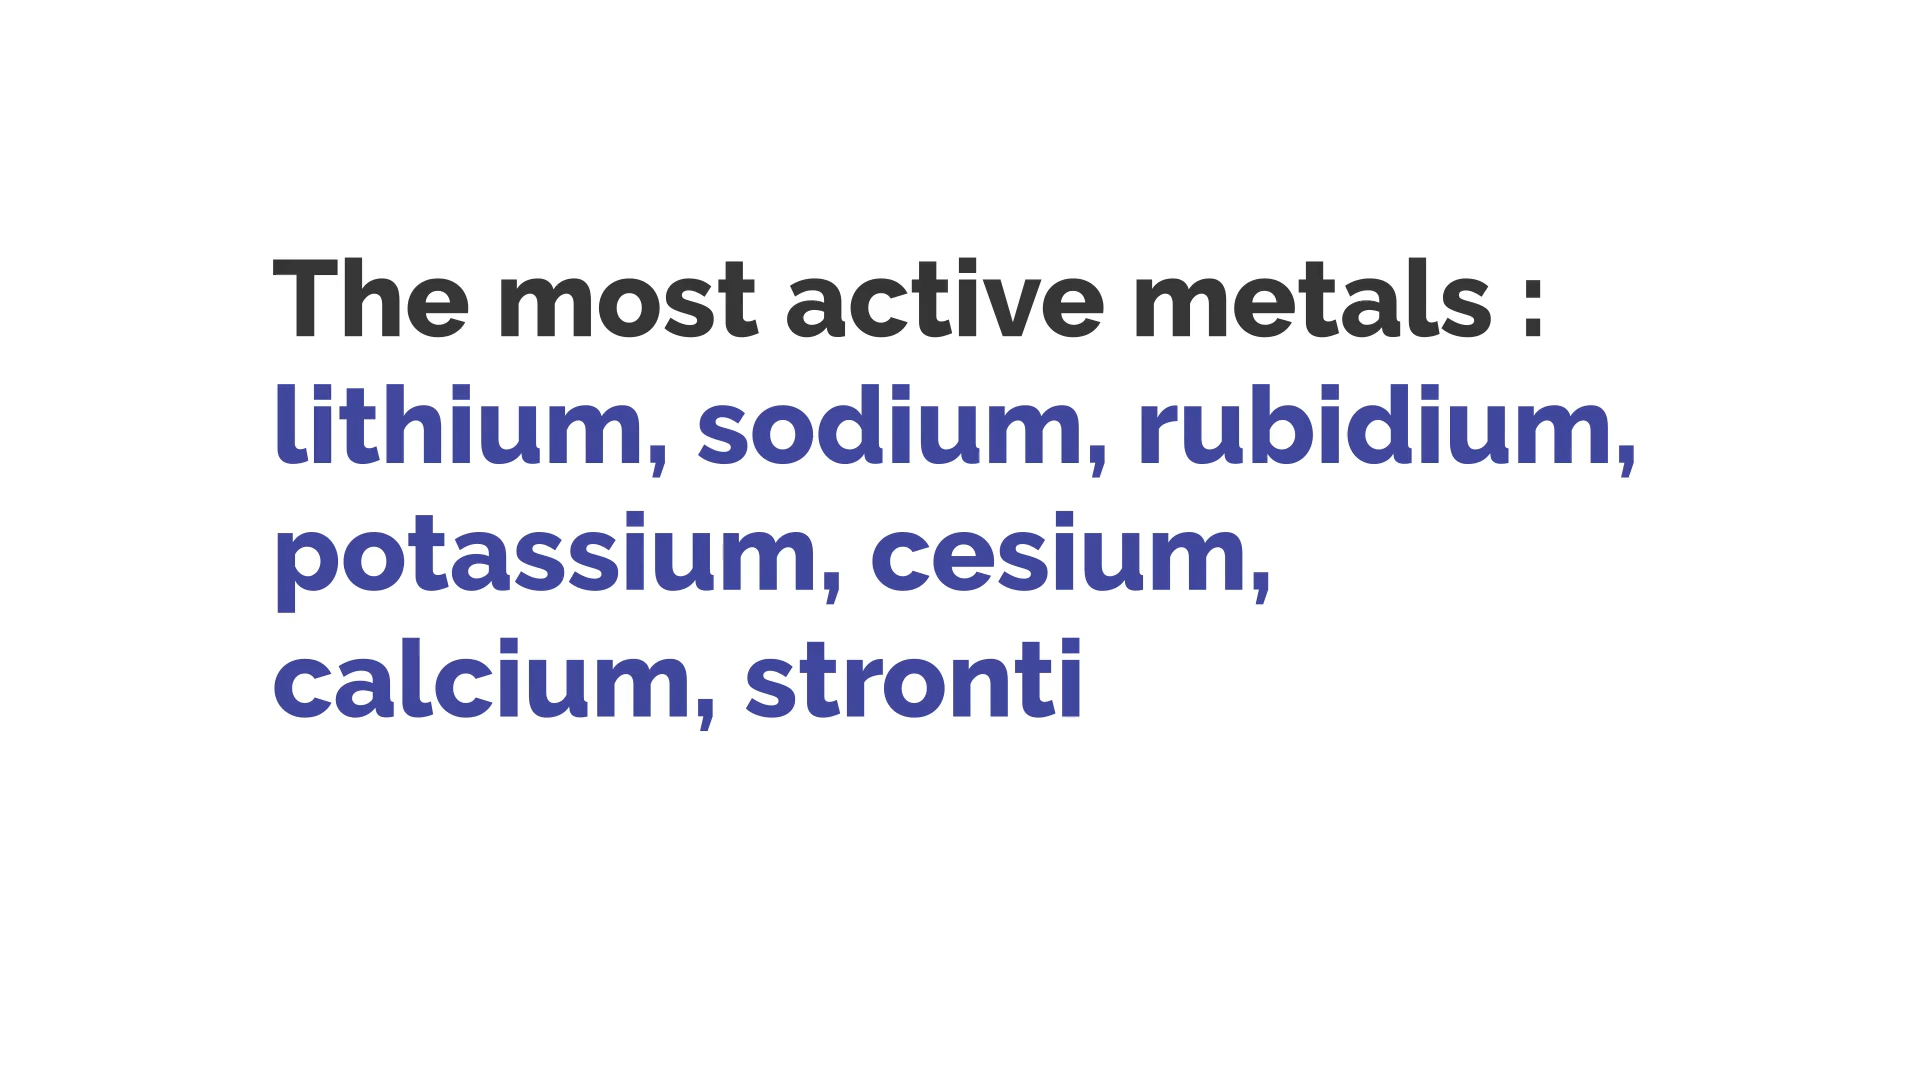 The most active metals :
lithium, sodium, rubidium,
potassium, cesium,
calcium, stronti